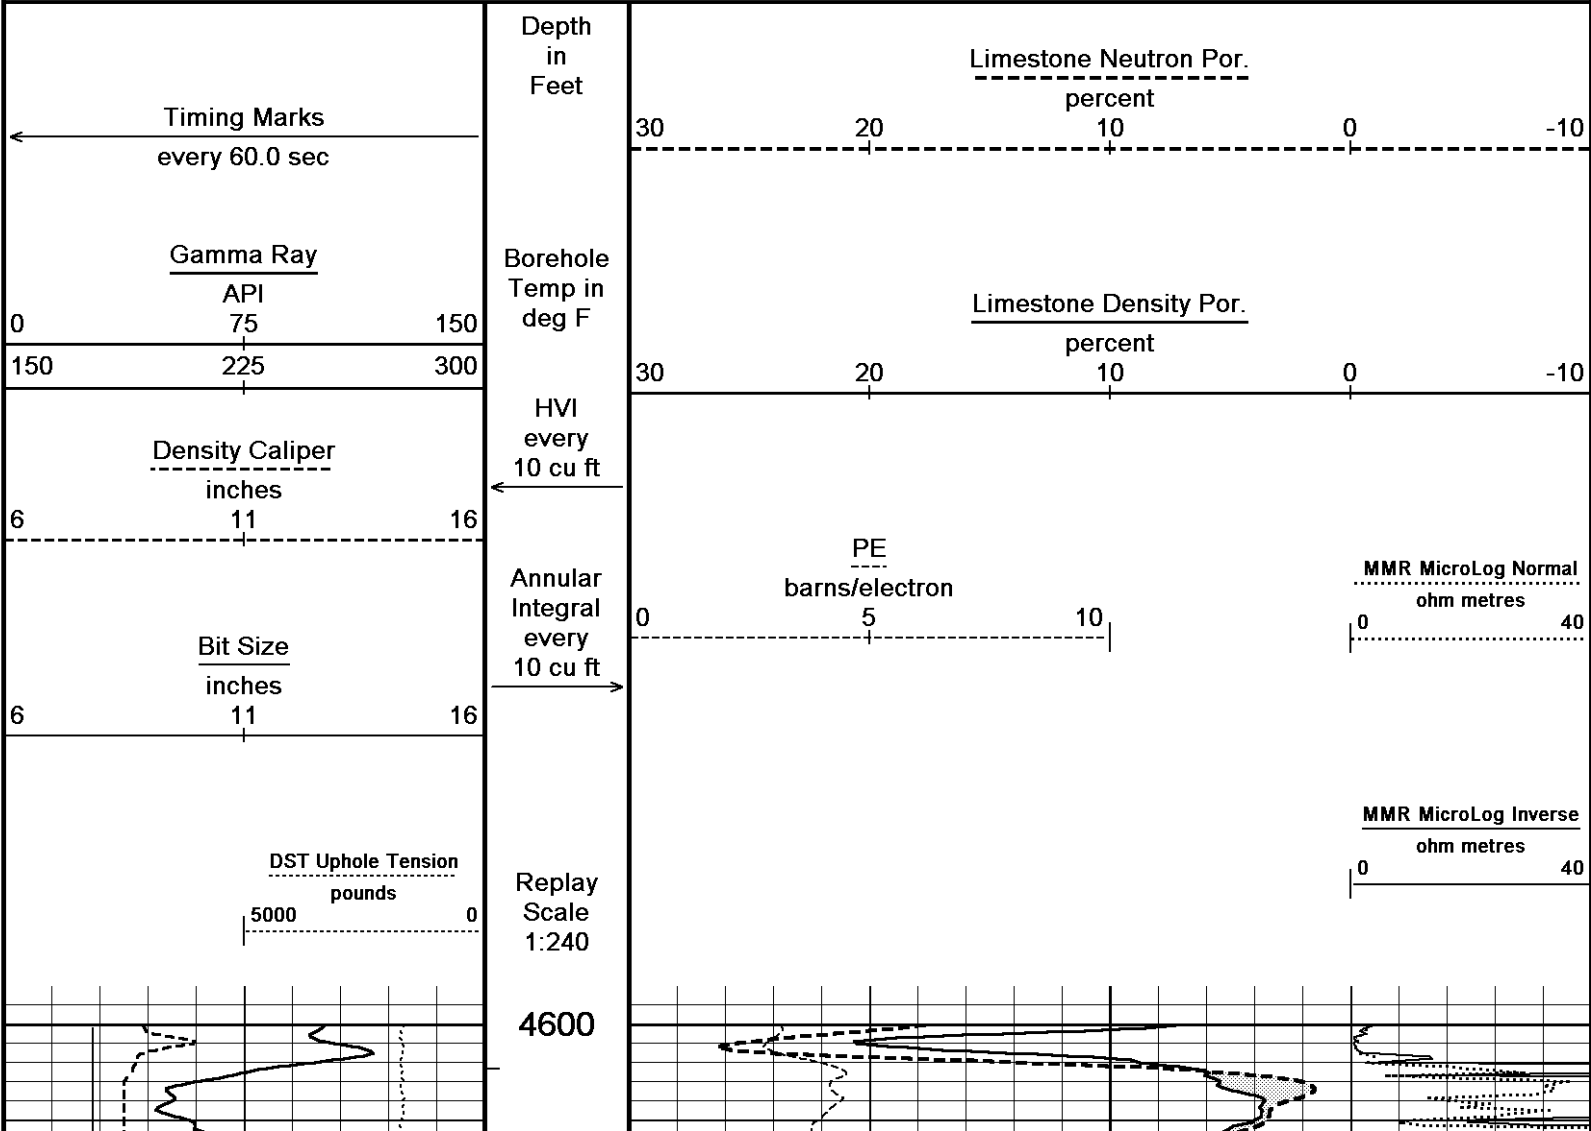 Timing Marks
every 60.0 sec
Gamma Ray
API
0 75 150
150 225 300
Density Caliper
inches
6 11 16
Bit Size
inches
6 11 16
DST Uphole Tension
pounds
5000 0
Depth
in
Feet
Borehole
Temp in
deg F
HVI
every
10 cu ft
Annular
Integral
every
10 cu ft
Replay
Scale
1:240
4600
Limestone Neutron Por.
percent
30 20 10 0 -10
Limestone Density Por.
percent
30 20 10 0 -10
PE
barns/electron
0 5 10
MMR MicroLog Normal
ohm metres
0 40
MMR MicroLog Inverse
ohm metres
0 40